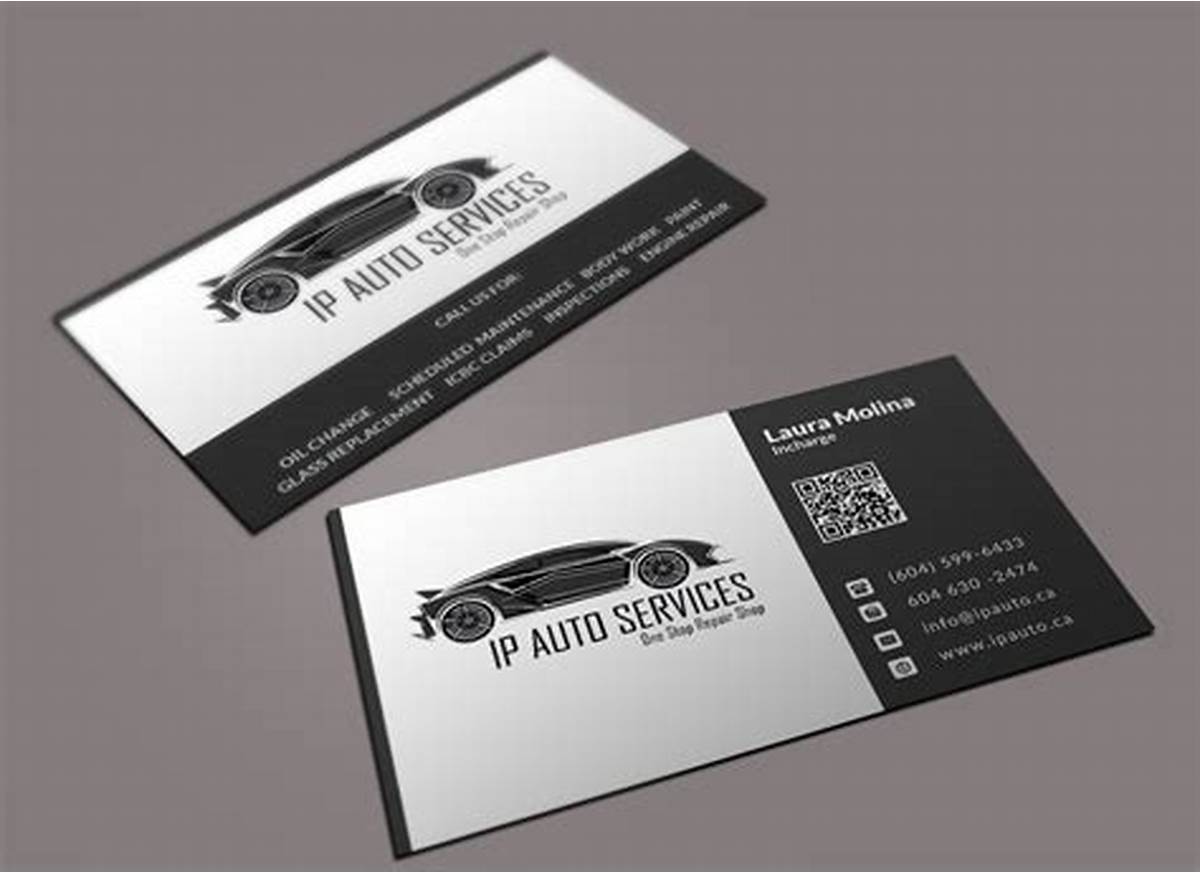 IP AUTO SERVICES
One Stop Repair Shop
CALL US FOR:
OIL CHANGE SCHEDULED MAINTENANCE BODY WORK PAINT
GLASS REPLACEMENT ICBC CLAIMS INSPECTIONS ENGINE REPAIR
Laura Molina
Incharge
(604) 599-6433
604 630 -2474
info@ipauto.ca
www.ipauto.ca
IP AUTO SERVICES
One Stop Repair Shop